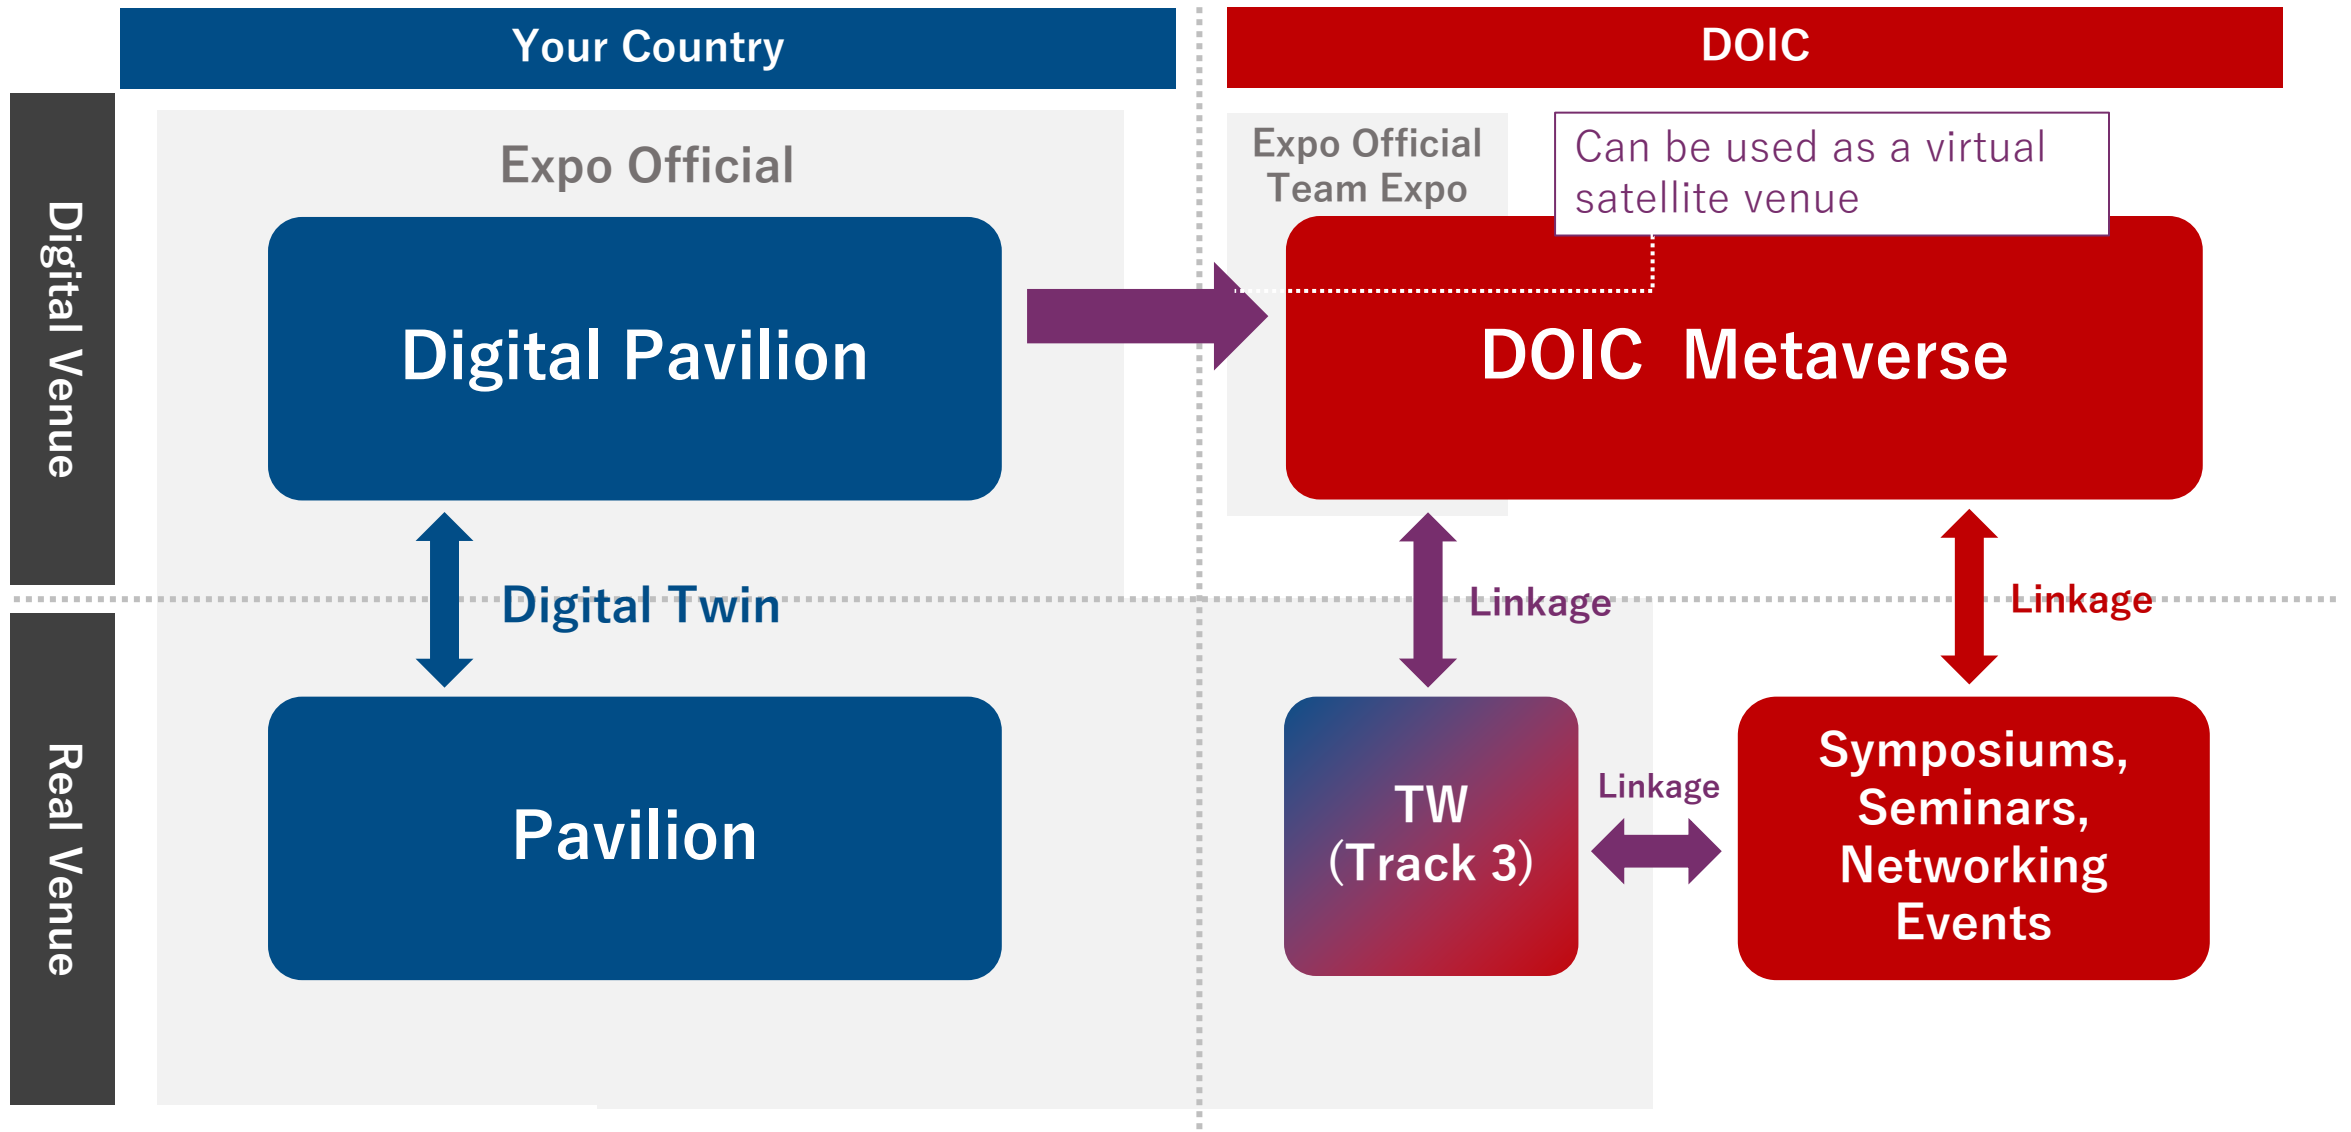 Your Country
DOIC
Digital Venue
Expo Official
Expo Official
Team Expo
Can be used as a virtual
satellite venue
Digital Pavilion
DOIC Metaverse
Digital Twin
Linkage
Linkage
Real Venue
Pavilion
TW
(Track 3)
Linkage
Symposiums,
Seminars,
Networking
Events